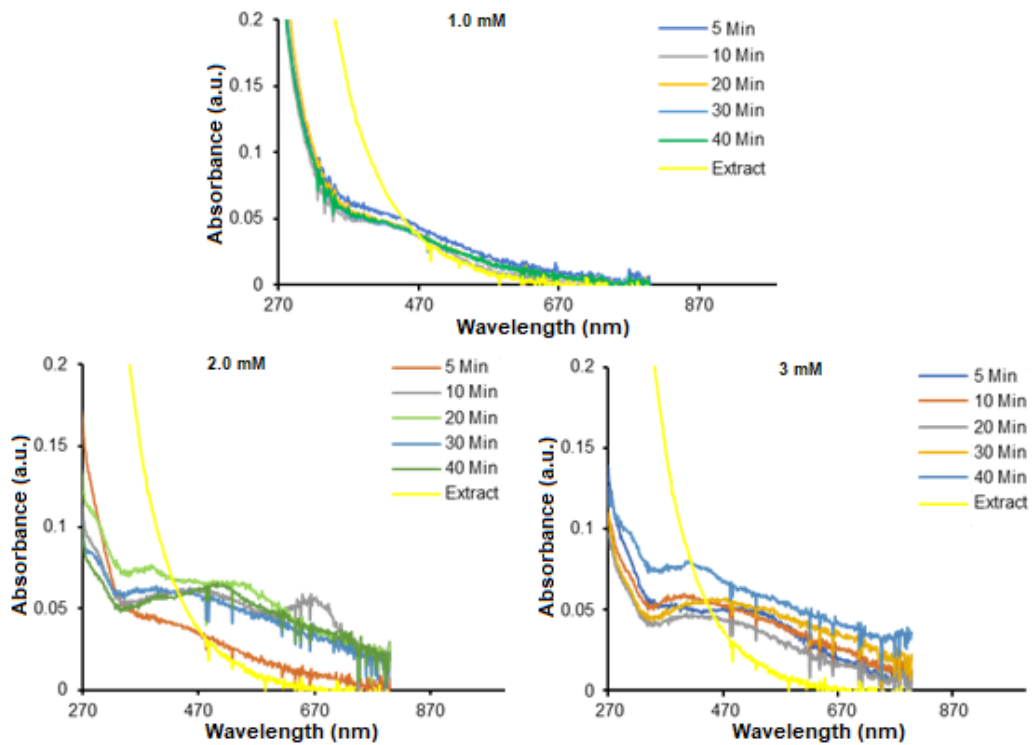 1.0 mM
0.2
0.15
0.1
0.05
0
Absorbance (a.u.)
270
470
670
870
Wavelength (nm)
5 Min
10 Min
20 Min
30 Min
40 Min
Extract
2.0 mM
0.2
0.15
0.1
0.05
0
Absorbance (a.u.)
270
470
670
870
Wavelength (nm)
5 Min
10 Min
20 Min
30 Min
40 Min
Extract
3 mM
0.2
0.15
0.1
0.05
0
Absorbance (a.u.)
270
470
670
870
Wavelength (nm)
5 Min
10 Min
20 Min
30 Min
40 Min
Extract